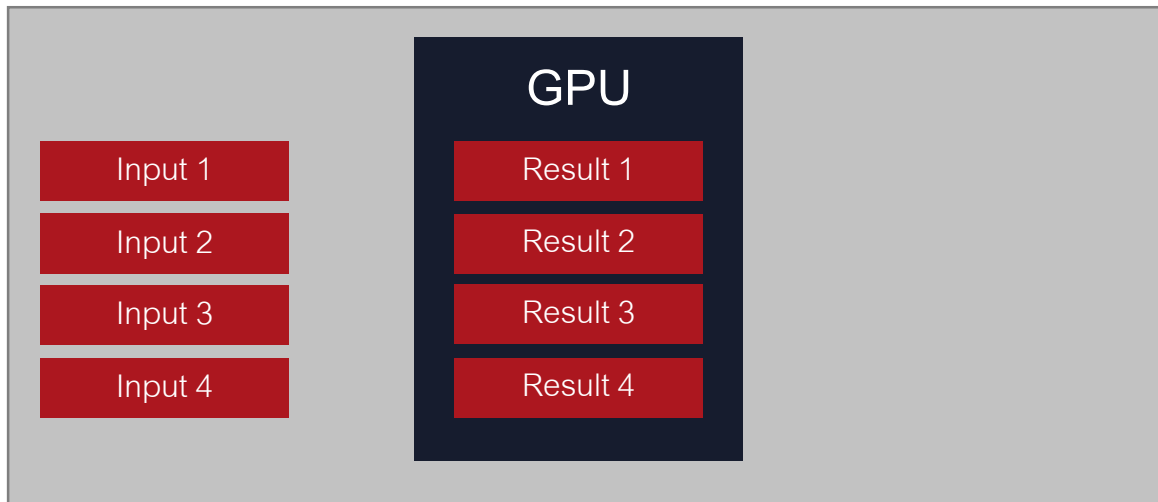 GPU
Input 1
Input 2
Input 3
Input 4
Result 1
Result 2
Result 3
Result 4